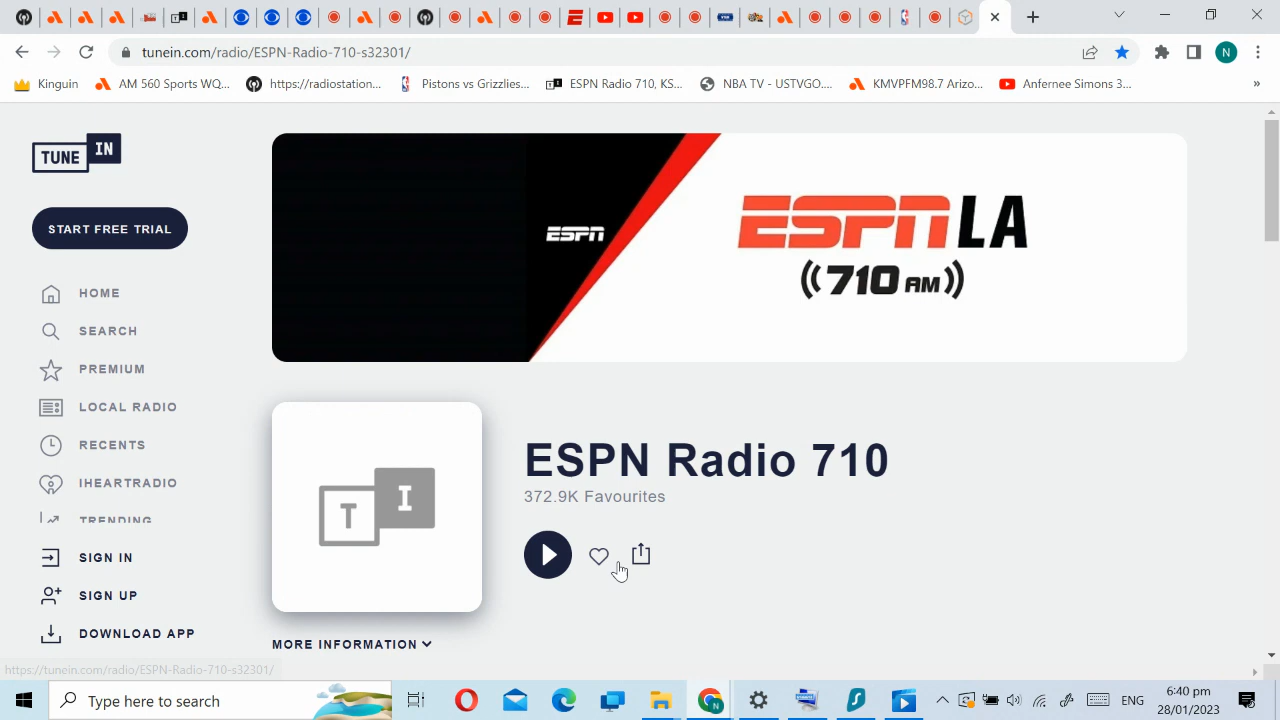 tunein.com/radio/ESPN-Radio-710-s32301/
N
Kinguin
AM 560 Sports WQ...
https://radiostation...
Pistons vs Grizzlies...
ESPN Radio 710, KS...
NBA TV - USTVGO....
KMVPFM98.7 Arizo...
Anfernee Simons 3...
»
TUNE IN
START FREE TRIAL
HOME
SEARCH
PREMIUM
LOCAL RADIO
RECENTS
IHEARTRADIO
TRENDING
SIGN IN
SIGN UP
DOWNLOAD APP
ESPN
ESPN LA
710 AM
T I
ESPN Radio 710
372.9K Favourites
MORE INFORMATION
https://tunein.com/radio/ESPN-Radio-710-s32301/
Type here to search
ENG
6:40 pm
28/01/2023